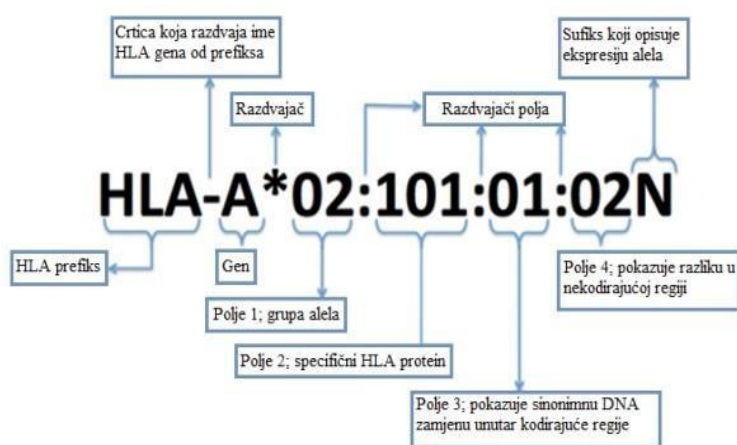 Crtica koja razdvaja ime
HLA gena od prefiksa
Sufiks koji opisuje
ekspresiju alela
Razdvajač
Razdvajači polja
HLA-A*02:101:01:02N
HLA prefiks
Gen
Polje 4; pokazuje razliku u
nekodirajućoj regiji
Polje 1; grupa alela
Polje 2; specifični HLA protein
Polje 3; pokazuje sinonimnu DNA
zamjenu unutar kodirajuće regije